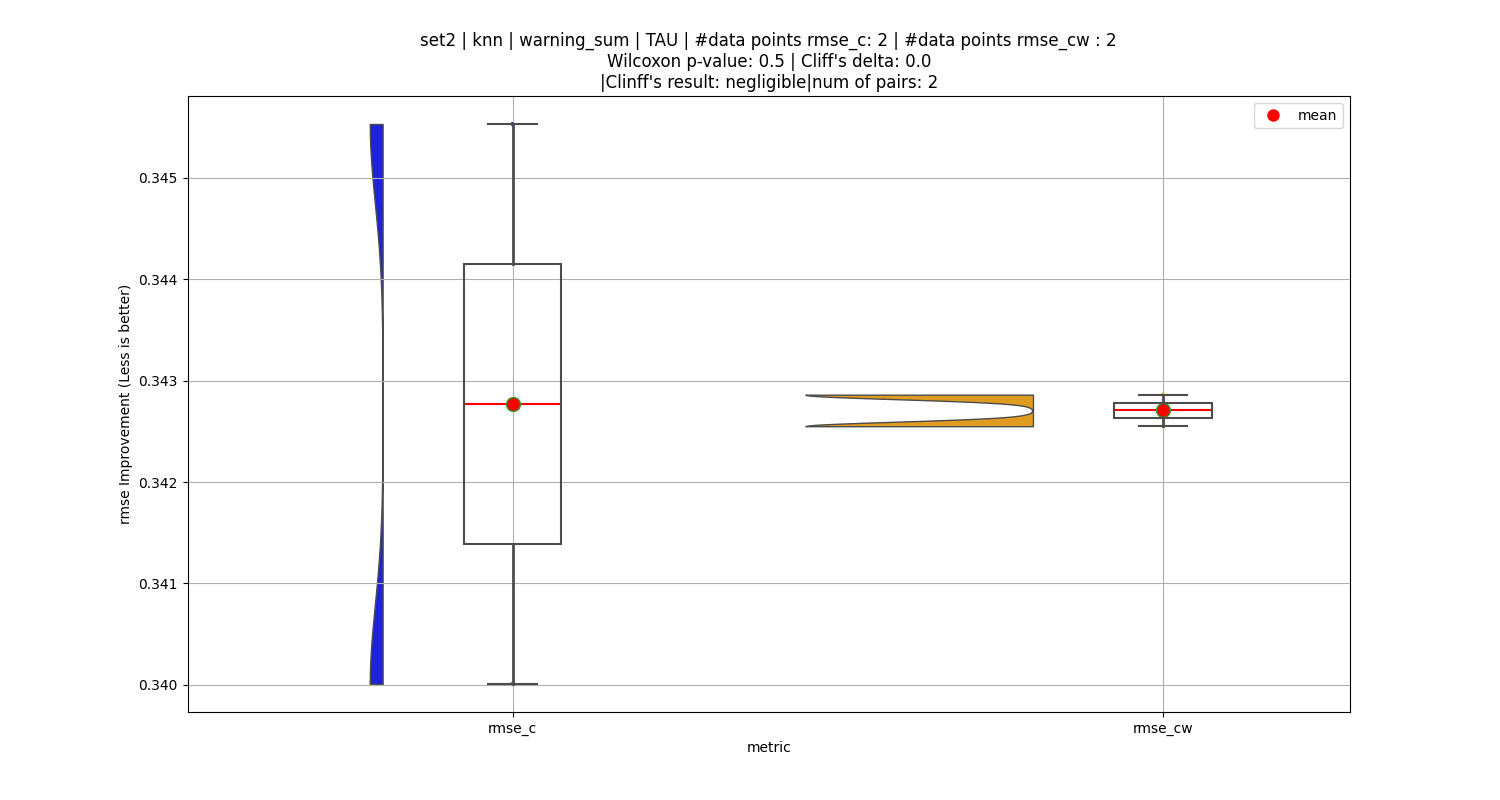 set2 | knn | warning_sum | TAU | #data points rmse_c: 2 | #data points rmse_cw : 2
Wilcoxon p-value: 0.5 | Cliff's delta: 0.0
|Clinff's result: negligible|num of pairs: 2
mean
0.345
0.344
0.343
0.342
0.341
0.340
rmse Improvement (Less is better)
rmse_c
rmse_cw
metric